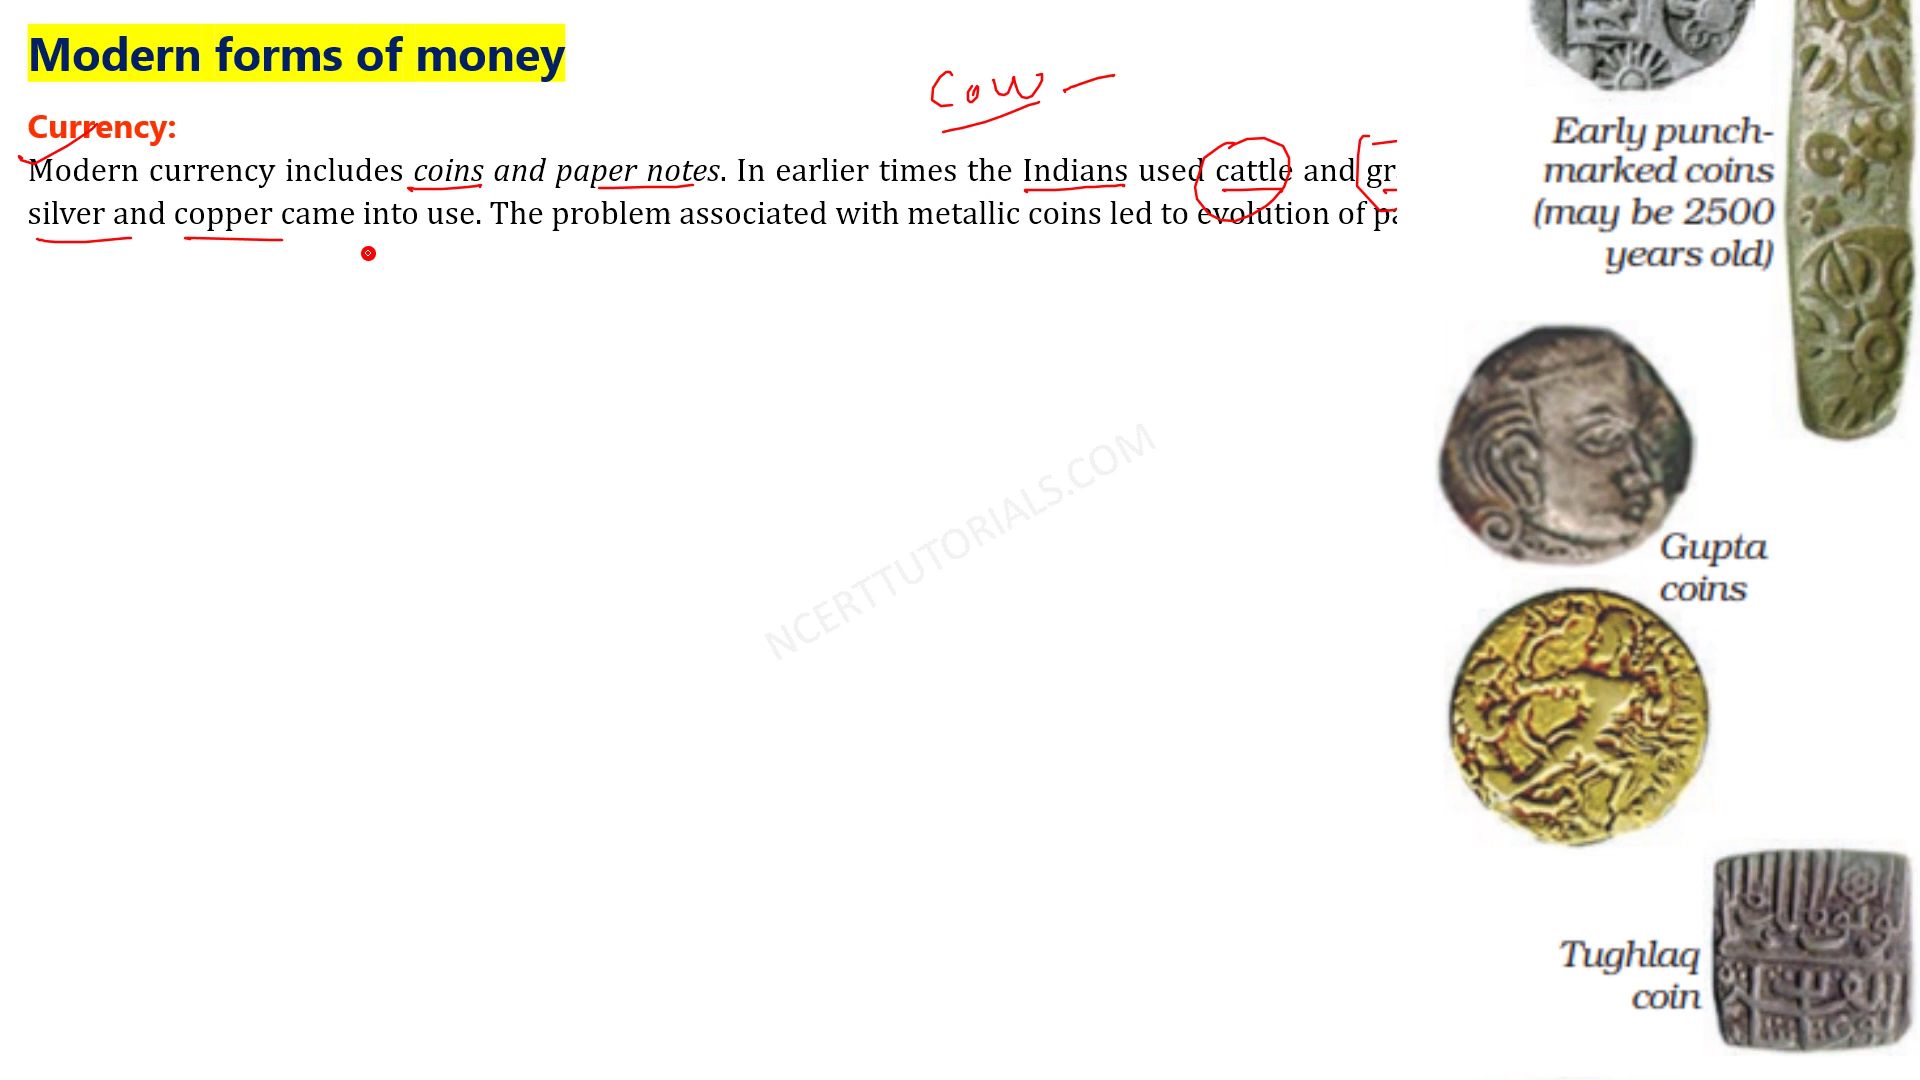 Modern forms of money
cow
Currency:
Modern currency includes coins and paper notes. In earlier times the Indians used cattle and gr
silver and copper came into use. The problem associated with metallic coins led to evolution of pa
Early punch-
marked coins
(may be 2500
years old)
Gupta
coins
NCERTTUTORIALS.COM
Tughlaq
coin